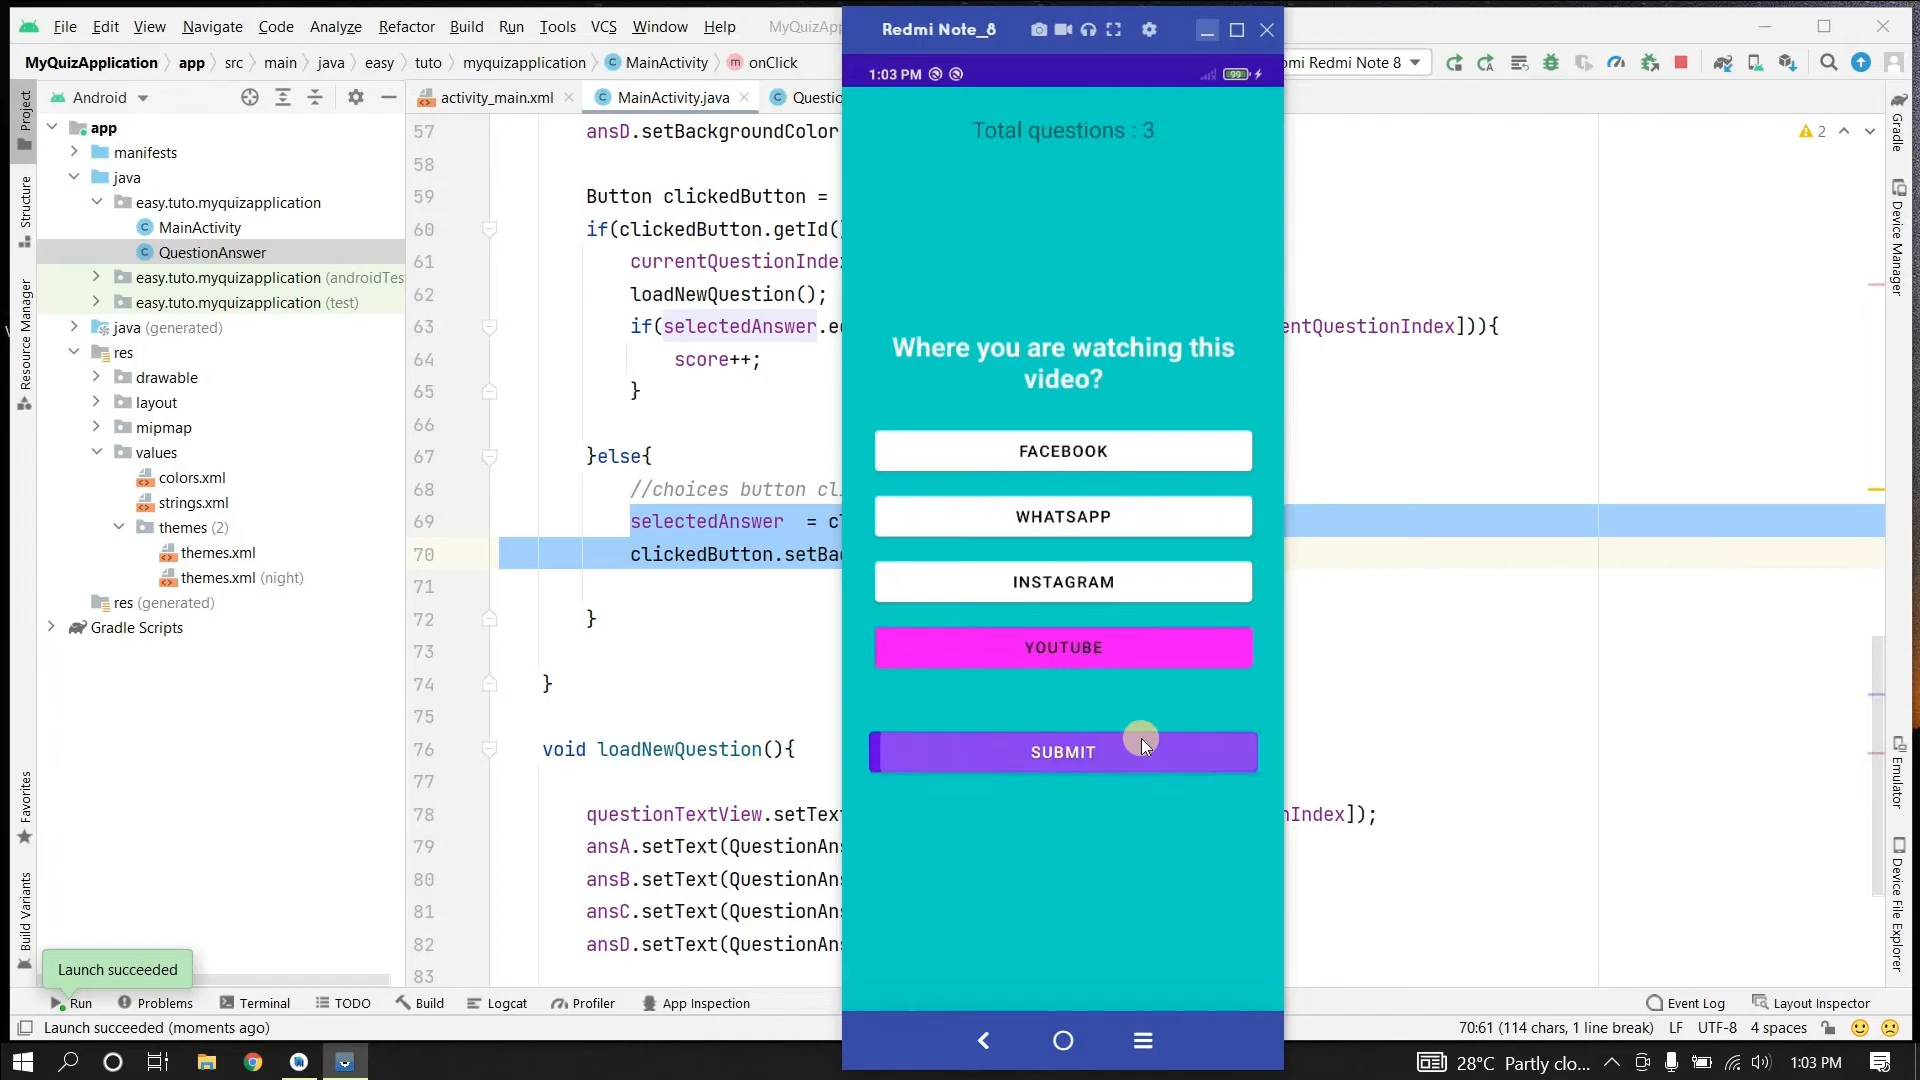 File Edit View Navigate Code Analyze Refactor Build Run Tools VCS Window Help MyQuizApp
Redmi Note_8
MyQuizApplication app src main java easy tuto myquizapplication MainActivity onClick
mi Redmi Note 8
1:03 PM
99
Project
Android
activity_main.xml
MainActivity.java
Questio
app
manifests
java
easy.tuto.myquizapplication
MainActivity
QuestionAnswer
easy.tuto.myquizapplication (androidTes
easy.tuto.myquizapplication (test)
java (generated)
res
drawable
layout
mipmap
values
colors.xml
strings.xml
themes (2)
themes.xml
themes.xml (night)
res (generated)
Gradle Scripts
Structure
Resource Manager
Favorites
Build Variants
57 ansD.setBackgroundColor
58
59 Button clickedButton =
60 if(clickedButton.getId()
61 currentQuestionInde
62 loadNewQuestion();
63 if(selectedAnswer.e entQuestionIndex])){
64 score++;
65 }
66
67 }else{
68 //choices button cl
69 selectedAnswer = c
70 clickedButton.setBa
71
72 }
73
74 }
75
76 void loadNewQuestion(){
77
78 questionTextView.setTex nIndex]);
79 ansA.setText(QuestionAn
80 ansB.setText(QuestionAn
81 ansC.setText(QuestionAn
82 ansD.setText(QuestionAn
83
Total questions : 3
Where you are watching this
video?
FACEBOOK
WHATSAPP
INSTAGRAM
YOUTUBE
SUBMIT
2
Gradle
Device Manager
Emulator
Device File Explorer
Launch succeeded
Run Problems Terminal TODO Build Logcat Profiler App Inspection
Event Log Layout Inspector
Launch succeeded (moments ago)
70:61 (114 chars, 1 line break) LF UTF-8 4 spaces
28°C Partly clo... 1:03 PM